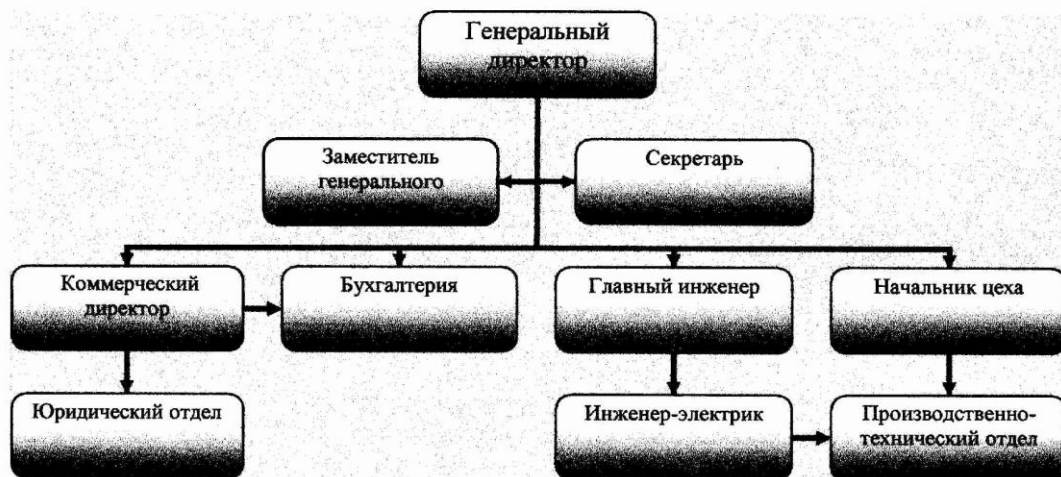 Генеральный
директор
Заместитель
генерального
Секретарь
Коммерческий
директор
Бухгалтерия
Главный инженер
Начальник цеха
Юридический отдел
Инженер-электрик
Производственно-
технический отдел